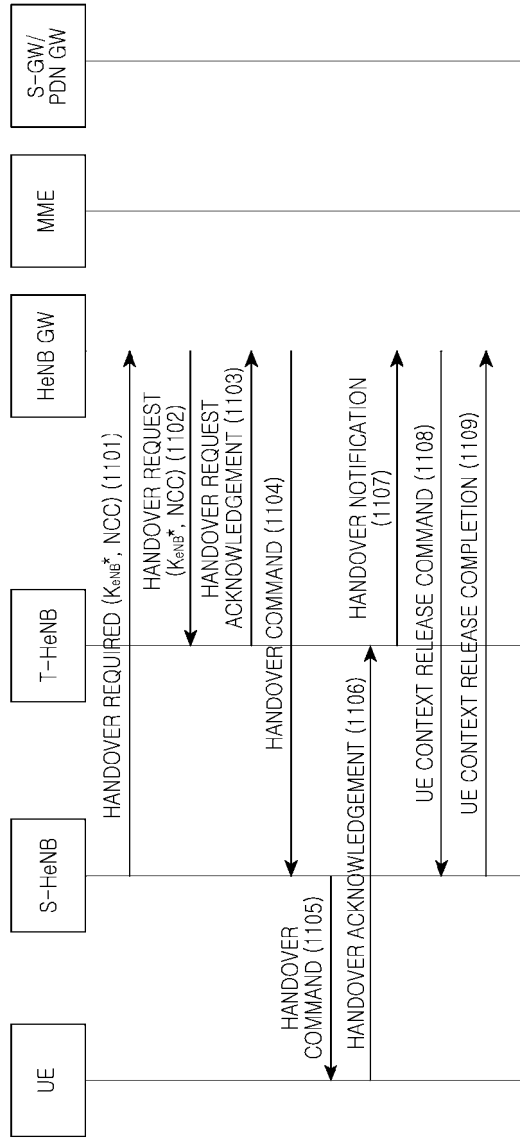 UE
S-HeNB
T-HeNB
HeNB GW
MME
S-GW/
PDN GW
HANDOVER REQUIRED (KeNB*, NCC) (1101)
HANDOVER REQUEST
(KeNB*, NCC) (1102)
HANDOVER REQUEST
ACKNOWLEDGEMENT (1103)
HANDOVER COMMAND (1104)
HANDOVER
COMMAND (1105)
HANDOVER ACKNOWLEDGEMENT (1106)
HANDOVER NOTIFICATION
(1107)
UE CONTEXT RELEASE COMMAND (1108)
UE CONTEXT RELEASE COMPLETION (1109)